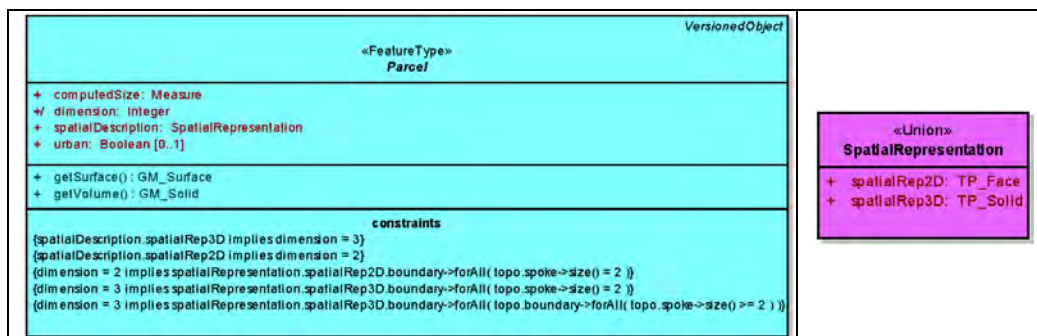 VersionedObject
«FeatureType»
Parcel
+ computedSize: Measure
+/ dimension: Integer
+ spatialDescription: SpatialRepresentation
+ urban: Boolean [0..1]
+ getSurface() : GM_Surface
+ getVolume() : GM_Solid
constraints
{spatialDescription.spatialRep3D implies dimension = 3}
{spatialDescription.spatialRep2D implies dimension = 2}
{dimension = 2 implies spatialRepresentation.spatialRep2D.boundary->forAll( topo.spoke->size() = 2 )}
{dimension = 3 implies spatialRepresentation.spatialRep3D.boundary->forAll( topo.spoke->size() = 2 )}
{dimension = 3 implies spatialRepresentation.spatialRep3D.boundary->forAll( topo.boundary->forAll( topo.spoke->size() >= 2 ) )}
«Union»
SpatialRepresentation
+ spatialRep2D: TP_Face
+ spatialRep3D: TP_Solid